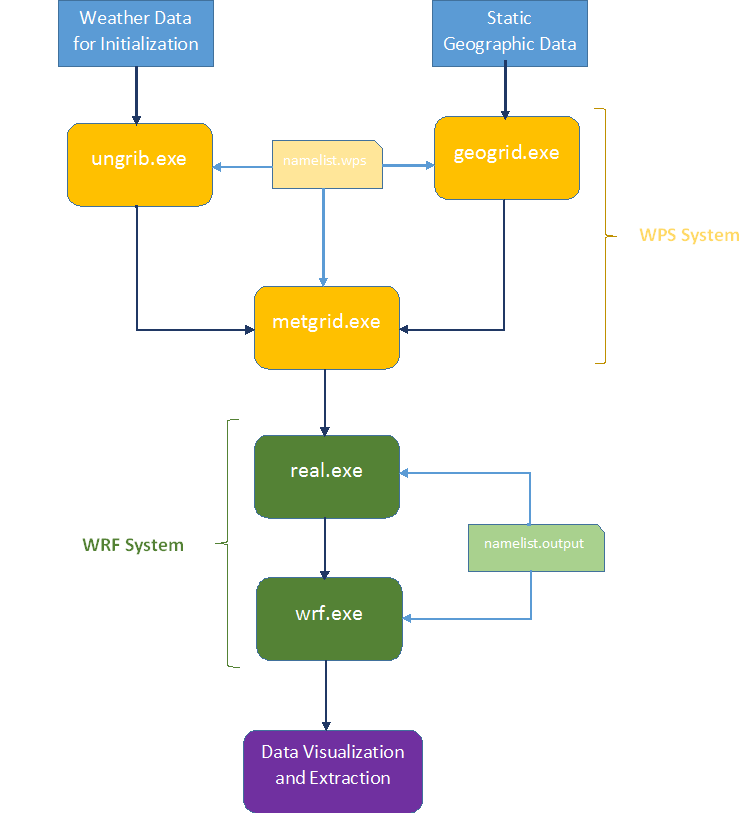 Weather Data
for Initialization
Static
Geographic Data
ungrib.exe
namelist.wps
geogrid.exe
WPS System
metgrid.exe
real.exe
WRF System
namelist.output
wrf.exe
Data Visualization
and Extraction